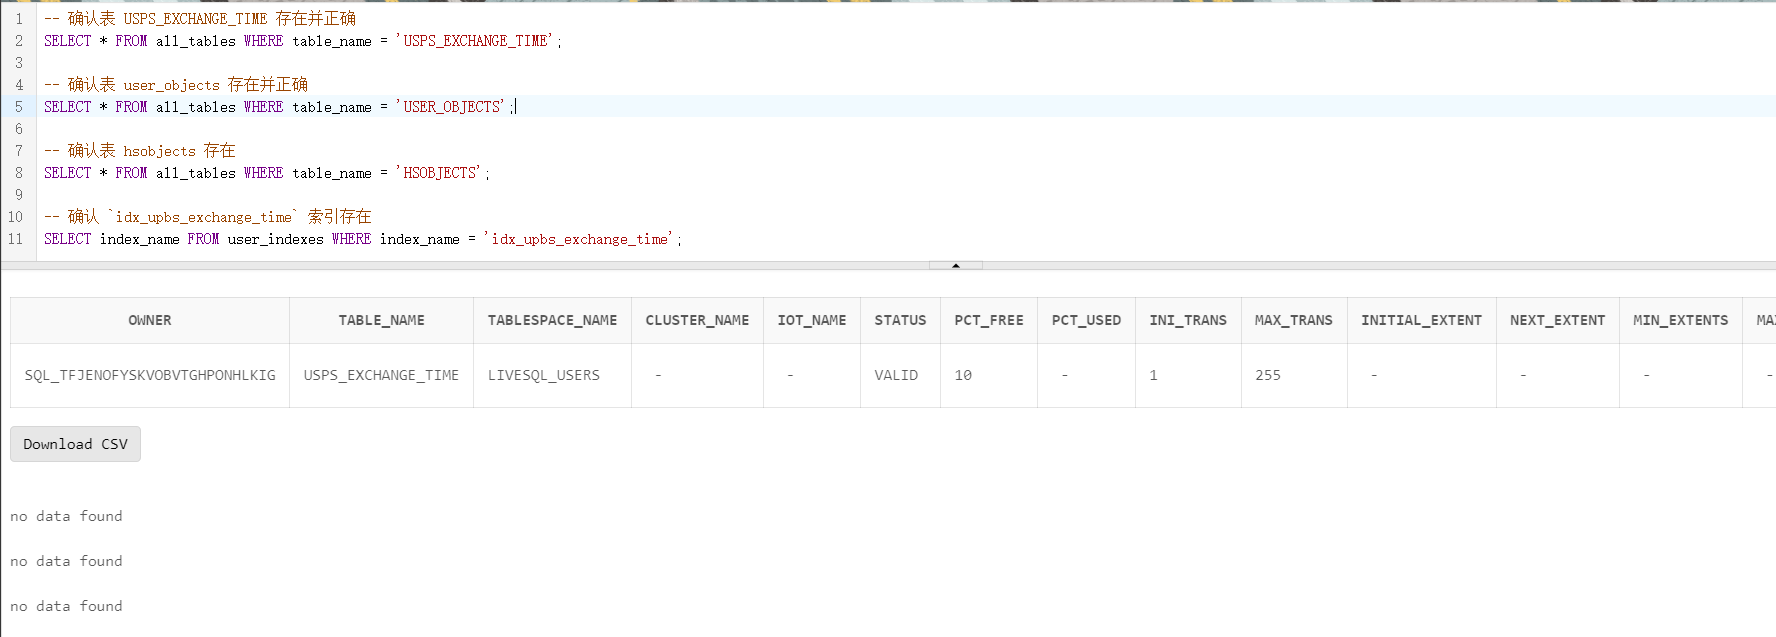 1 -- 确认表 USPS_EXCHANGE_TIME 存在并正确
2 SELECT * FROM all_tables WHERE table_name = 'USPS_EXCHANGE_TIME';
3
4 -- 确认表 user_objects 存在并正确
5 SELECT * FROM all_tables WHERE table_name = 'USER_OBJECTS';
6
7 -- 确认表 hsobjects 存在
8 SELECT * FROM all_tables WHERE table_name = 'HSOBJECTS';
9
10 -- 确认 `idx_upbs_exchange_time` 索引存在
11 SELECT index_name FROM user_indexes WHERE index_name = 'idx_upbs_exchange_time';
OWNER TABLE_NAME TABLESPACE_NAME CLUSTER_NAME IOT_NAME STATUS PCT_FREE PCT_USED INI_TRANS MAX_TRANS INITIAL_EXTENT NEXT_EXTENT MIN_EXTENTS MA
SQL_TFJENOFYSKVOBVTGHPONHLKIG USPS_EXCHANGE_TIME LIVESQL_USERS - - VALID 10 - 1 255 - - - -
Download CSV
no data found
no data found
no data found